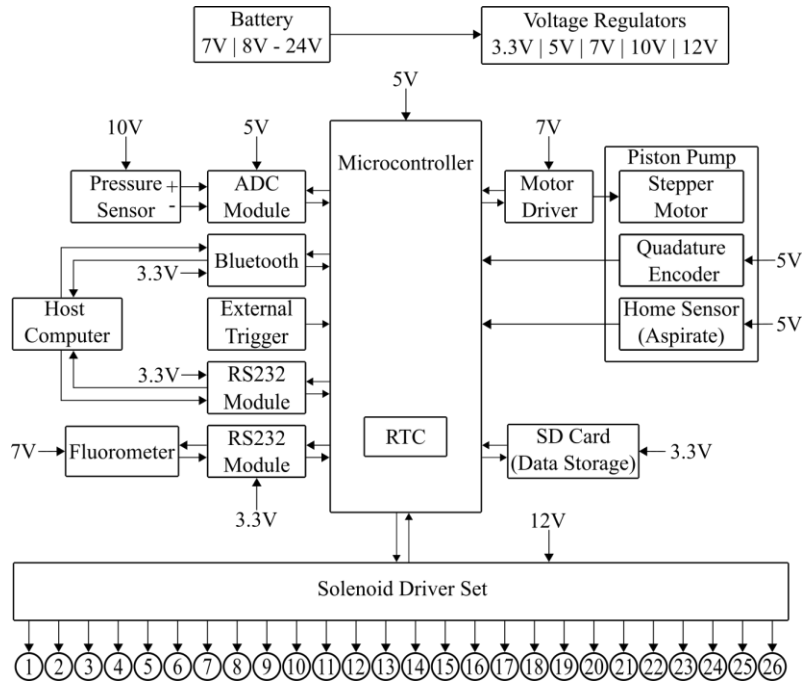 Battery
7V | 8V - 24V
Voltage Regulators
3.3V | 5V | 7V | 10V | 12V
5V
10V
5V
7V
Microcontroller
Piston Pump
Pressure
Sensor
+
-
ADC
Module
Motor
Driver
Stepper
Motor
Bluetooth
3.3V
Quadature
Encoder
5V
Host
Computer
External
Trigger
Home Sensor
(Aspirate)
5V
3.3V
RS232
Module
RTC
7V
Fluorometer
RS232
Module
SD Card
(Data Storage)
3.3V
3.3V
12V
Solenoid Driver Set
1 2 3 4 5 6 7 8 9 10 11 12 13 14 15 16 17 18 19 20 21 22 23 24 25 26